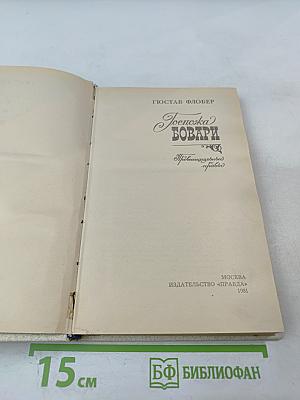 ГЮСТАВ ФЛОБЕР
Госпожа
БОВАРИ
Провинциальные
нравы
МОСКВА
ИЗДАТЕЛЬСТВО «ПРАВДА»
1981
15 см
БФ БИБЛИОФАН